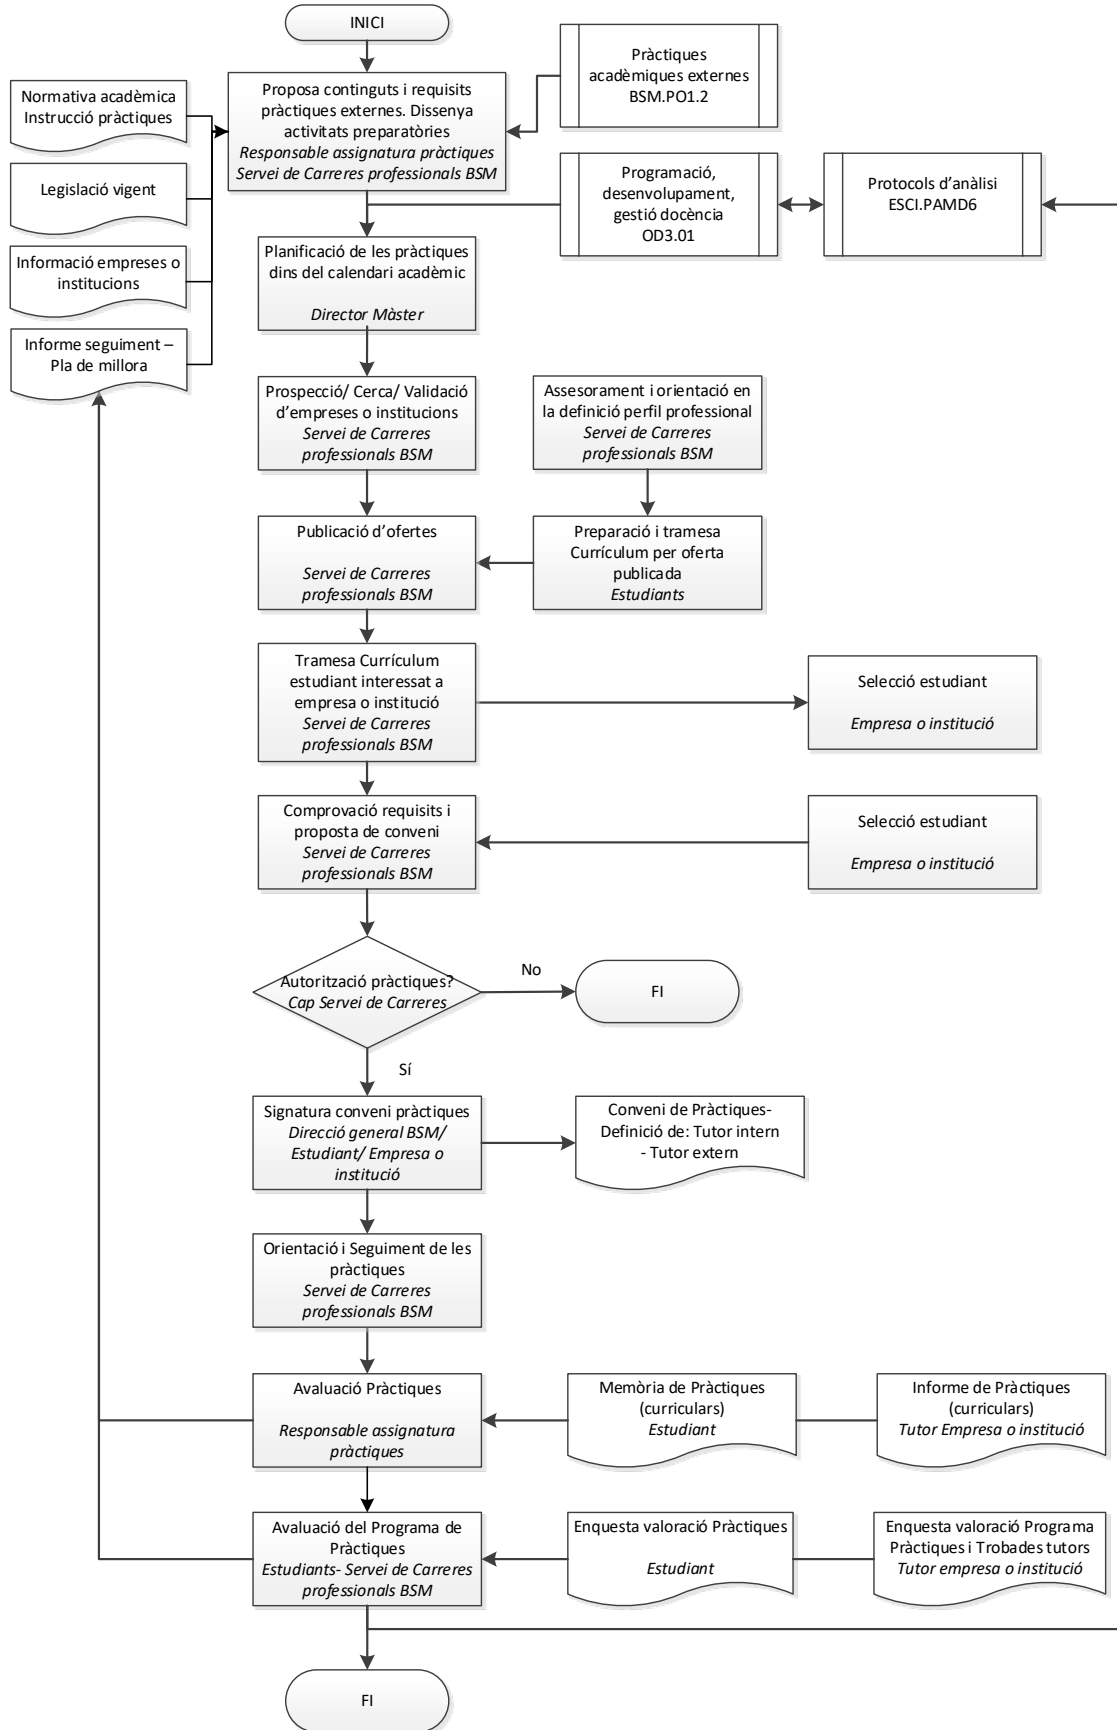 INICI
Pràctiques
acadèmiques externes
BSM.PO1.2
Proposa continguts i requisits
pràctiques externes. Dissenya
activitats preparatòries
Responsable assignatura pràctiques
Servei de Carreres professionals BSM
Normativa acadèmica
Instrucció pràctiques
Legislació vigent
Informació empreses o
institucions
Informe seguiment –
Pla de millora
Programació,
desenvolupament,
gestió docència
OD3.01
Protocols d’anàlisi
ESCI.PAMD6
Planificació de les pràctiques
dins del calendari acadèmic
Director Màster
Prospecció/ Cerca/ Validació
d’empreses o institucions
Servei de Carreres
professionals BSM
Assesorament i orientació en
la definició perfil professional
Servei de Carreres
professionals BSM
Publicació d’ofertes
Servei de Carreres
professionals BSM
Preparació i tramesa
Currículum per oferta
publicada
Estudiants
Tramesa Currículum
estudiant interessat a
empresa o institució
Servei de Carreres
professionals BSM
Selecció estudiant
Empresa o institució
Comprovació requisits i
proposta de conveni
Servei de Carreres
professionals BSM
Selecció estudiant
Empresa o institució
Autorització pràctiques?
Cap Servei de Carreres
No
FI
Sí
Signatura conveni pràctiques
Direcció general BSM/
Estudiant/ Empresa o
institució
Conveni de Pràctiques-
Definició de: Tutor intern
- Tutor extern
Orientació i Seguiment de les
pràctiques
Servei de Carreres
professionals BSM
Avaluació Pràctiques
Responsable assignatura
pràctiques
Memòria de Pràctiques
(curriculars)
Estudiant
Informe de Pràctiques
(curriculars)
Tutor Empresa o institució
Avaluació del Programa de
Pràctiques
Estudiants- Servei de Carreres
professionals BSM
Enquesta valoració Pràctiques
Estudiant
Enquesta valoració Programa
Pràctiques i Trobades tutors
Tutor empresa o institució
FI